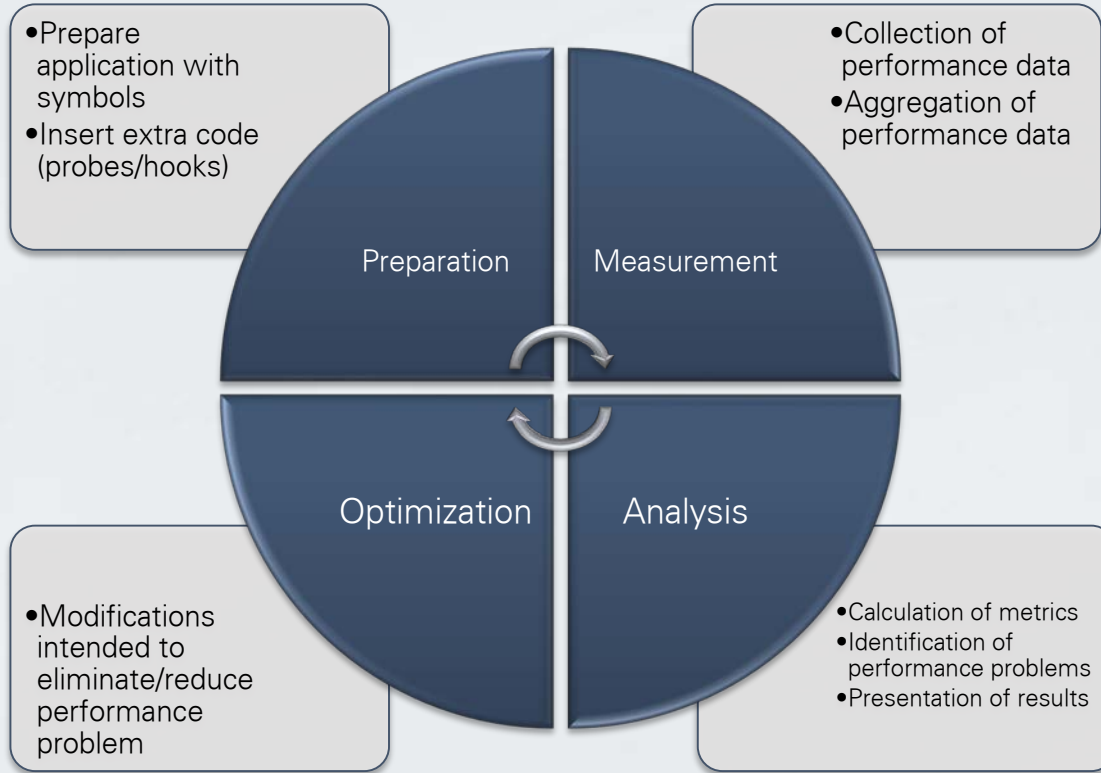 •Prepare
application with
symbols
•Insert extra code
(probes/hooks)
•Collection of
performance data
•Aggregation of
performance data
Preparation
Measurement
Optimization
Analysis
•Modifications
intended to
eliminate/reduce
performance
problem
•Calculation of metrics
•Identification of
performance problems
•Presentation of results